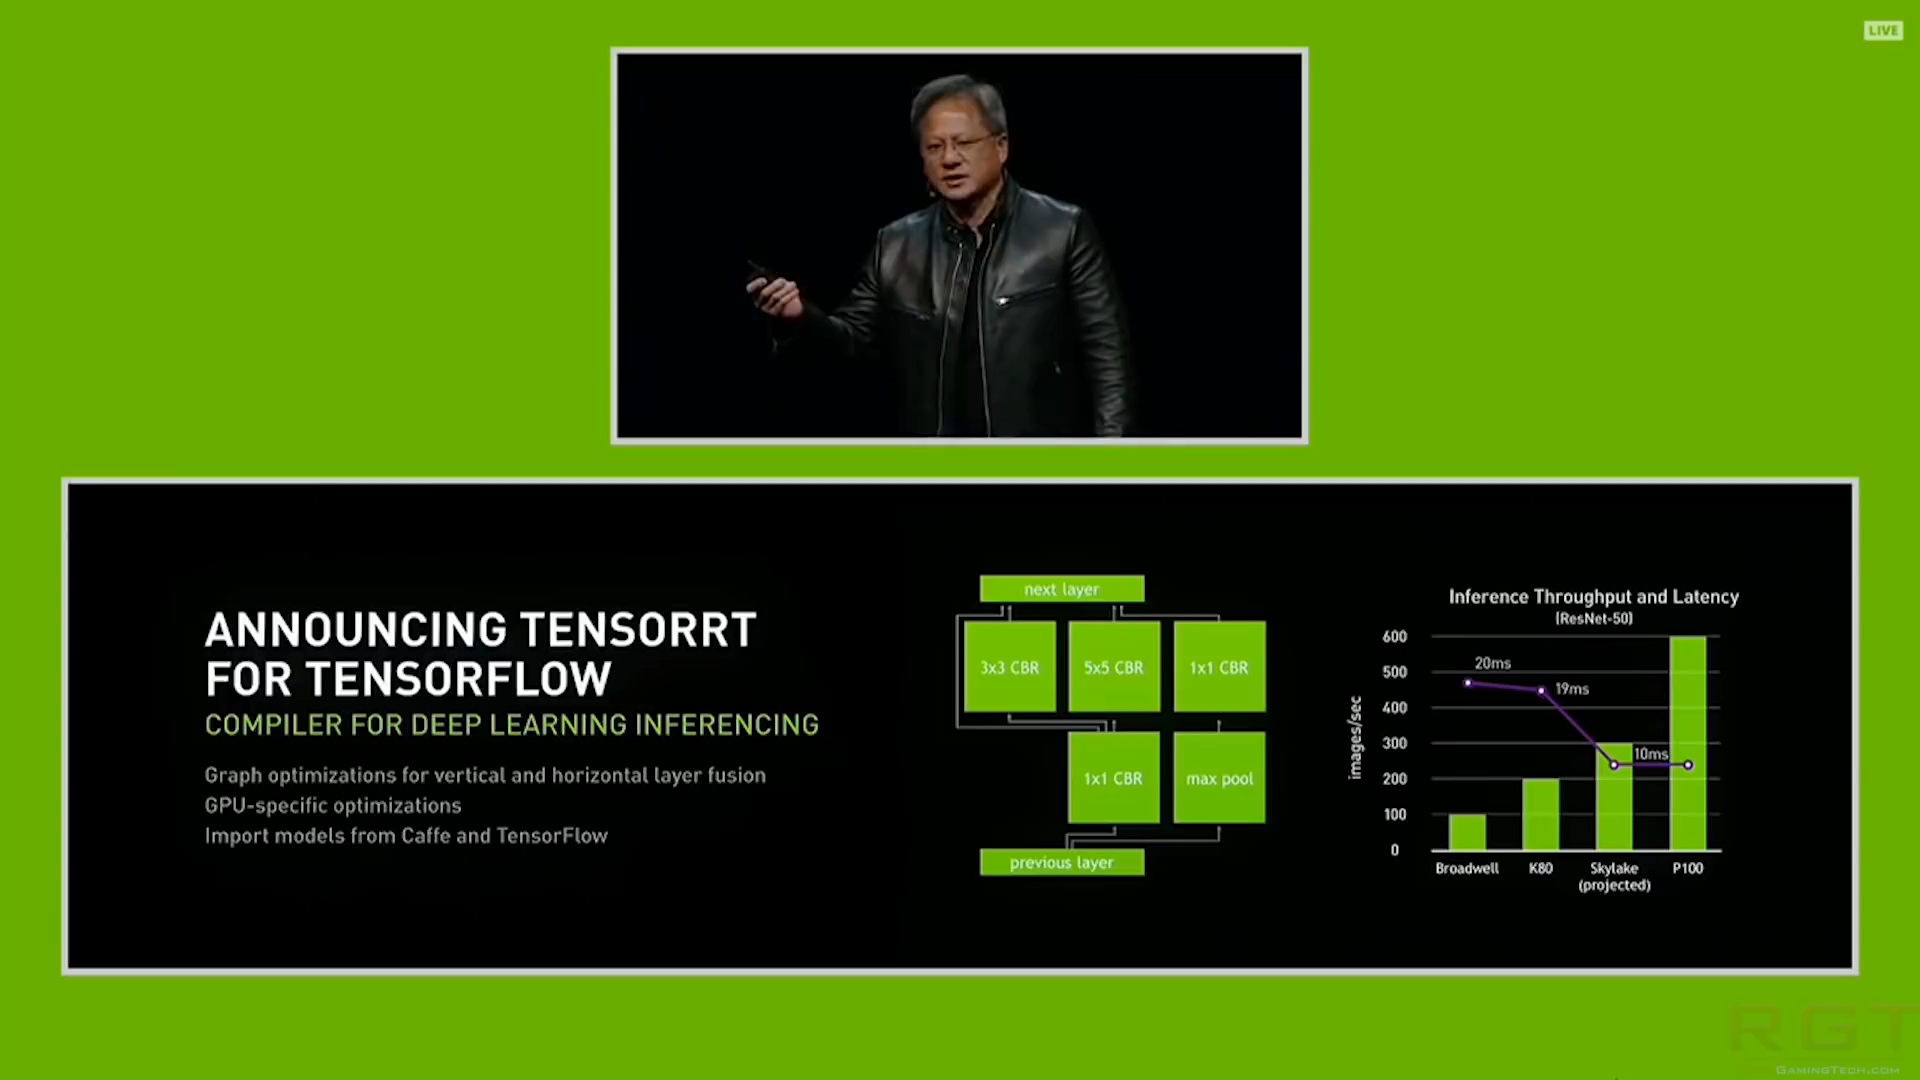 LIVE
ANNOUNCING TENSORRT
FOR TENSORFLOW
COMPILER FOR DEEP LEARNING INFERENCING
Graph optimizations for vertical and horizontal layer fusion
GPU-specific optimizations
Import models from Caffe and TensorFlow
next layer
3x3 CBR
5x5 CBR
1x1 CBR
1x1 CBR
max pool
previous layer
Inference Throughput and Latency
(ResNet-50)
images/sec
600
500
400
300
200
100
0
20ms
19ms
10ms
Broadwell
K80
Skylake
(projected)
P100
RGT
GAMINGTECH.COM